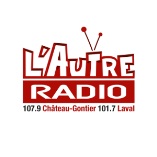 L'AUTRE
RADIO
107.9 Château-Gontier 101.7 Laval